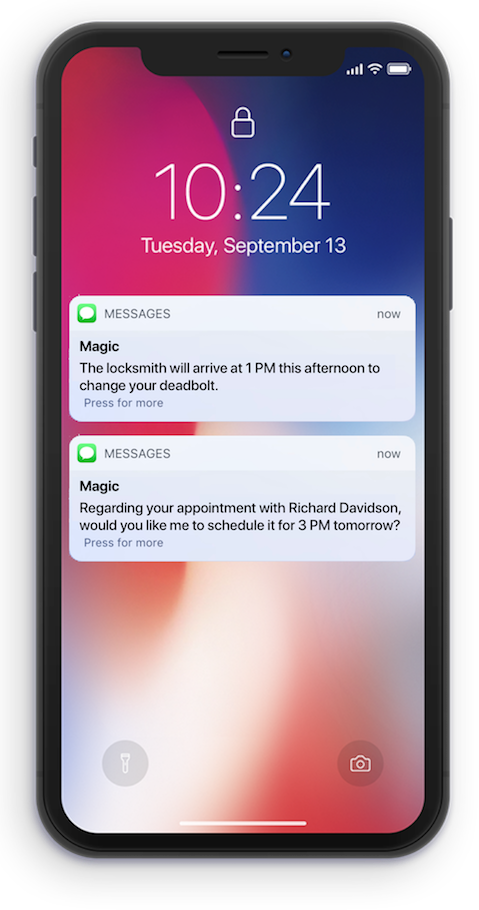 10:24
Tuesday, September 13
MESSAGES now
Magic
The locksmith will arrive at 1 PM this afternoon to
change your deadbolt.
Press for more
MESSAGES now
Magic
Regarding your appointment with Richard Davidson,
would you like me to schedule it for 3 PM tomorrow?
Press for more